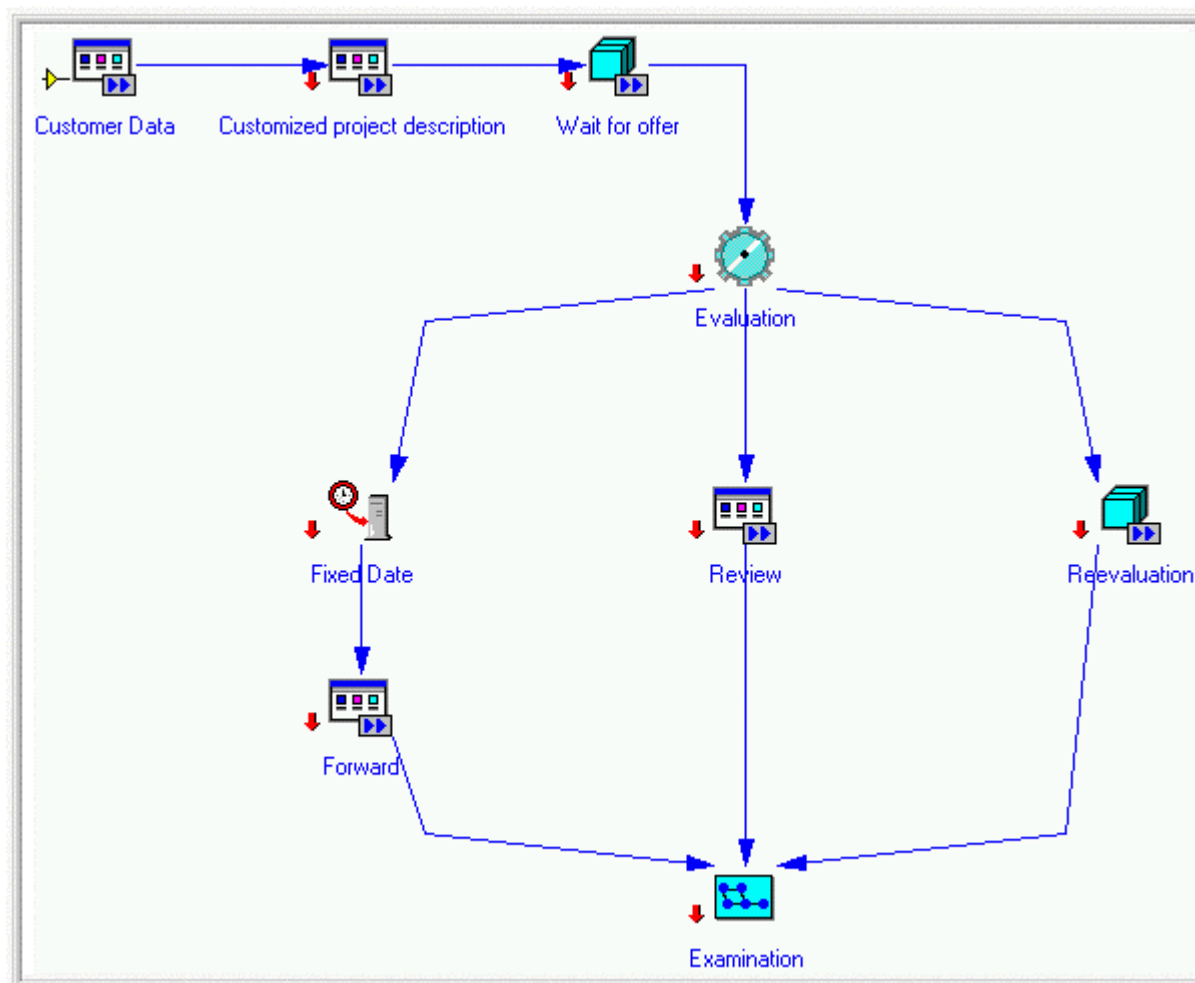 Customer Data
Customized project description
Wait for offer
Evaluation
Fixed Date
Review
Reevaluation
Forward
Examination